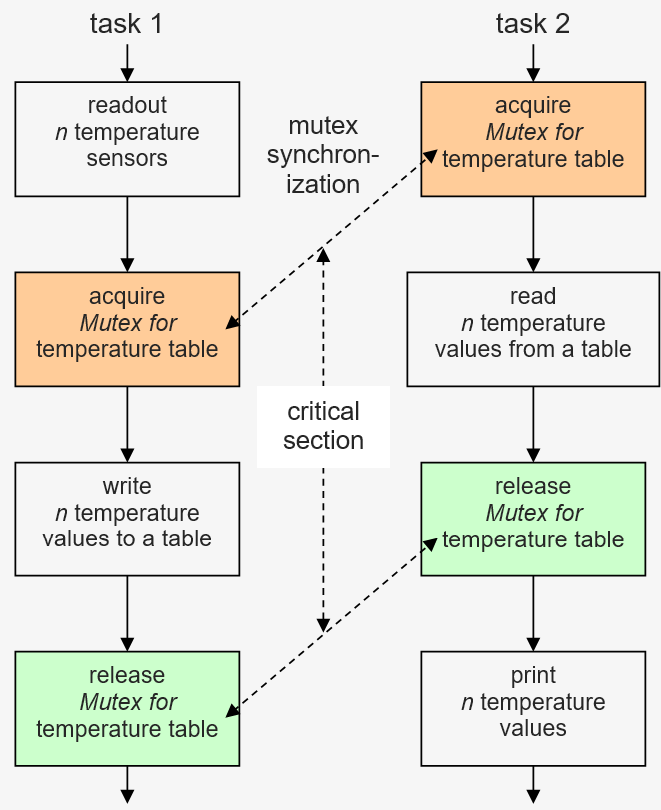 task 1
readout
n temperature
sensors
acquire
Mutex for
temperature table
write
n temperature
values to a table
release
Mutex for
temperature table
mutex
synchron-
ization
critical
section
task 2
acquire
Mutex for
temperature table
read
n temperature
values from a table
release
Mutex for
temperature table
print
n temperature
values